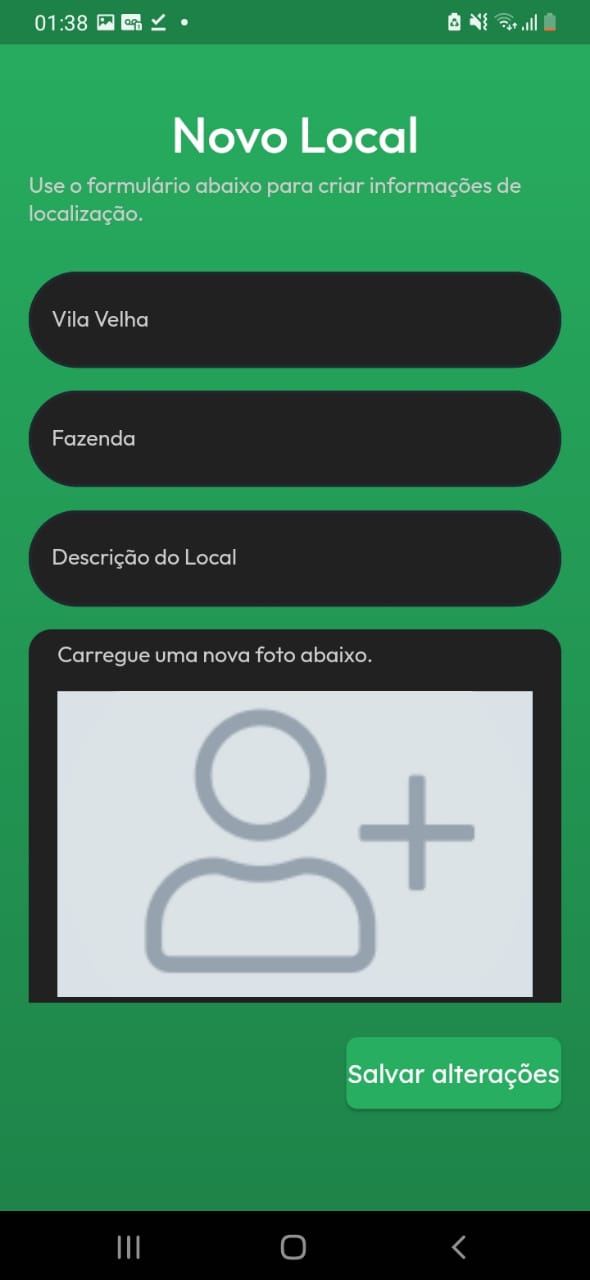 01:38
Novo Local
Use o formulário abaixo para criar informações de
localização.
Vila Velha
Fazenda
Descrição do Local
Carregue uma nova foto abaixo.
Salvar alterações